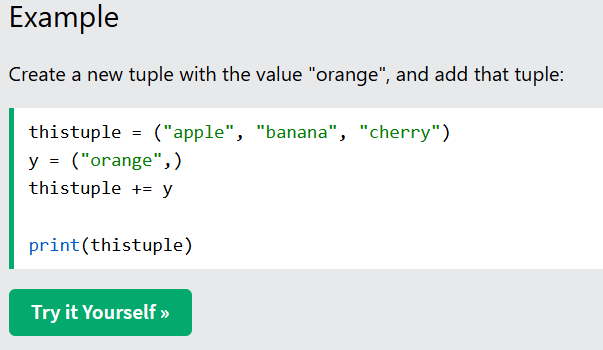 Example
Create a new tuple with the value "orange", and add that tuple:
thistuple = ("apple", "banana", "cherry")
y = ("orange",)
thistuple += y
print(thistuple)
Try it Yourself »